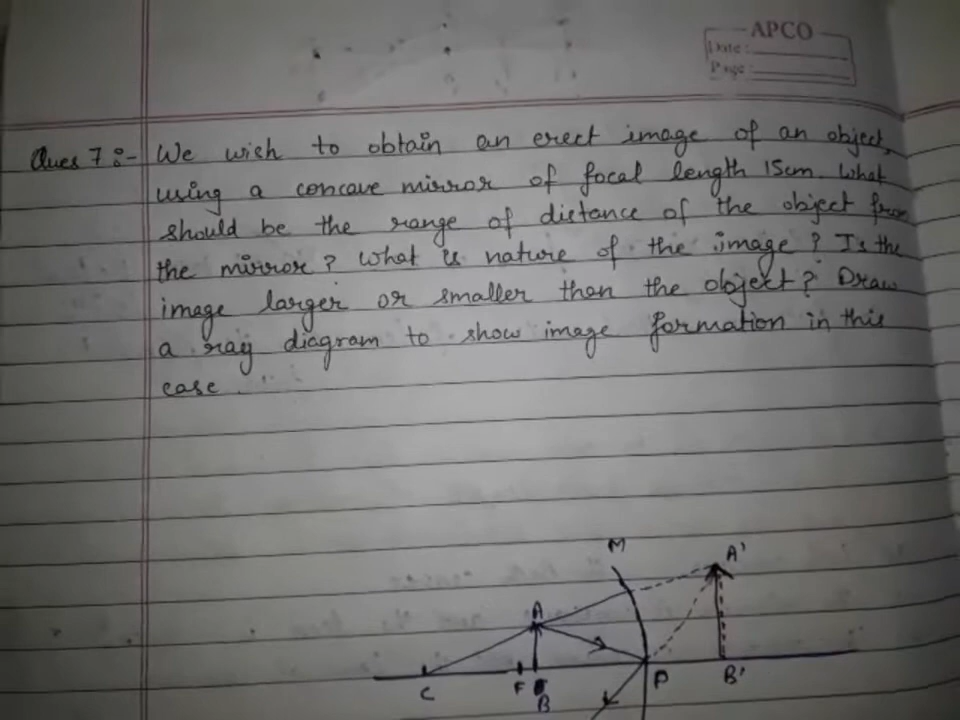 APCO
Date:
Page:
Ques 7:- We wish to obtain an erect image of an object,
using a concave mirror of focal length 15cm. What
should be the range of distance of the object from
the mirror? What is nature of the image? Is the
image larger or smaller than the object? Draw
a ray diagram to show image formation in this
case.
M
A'
A
C
F
B
P
B'